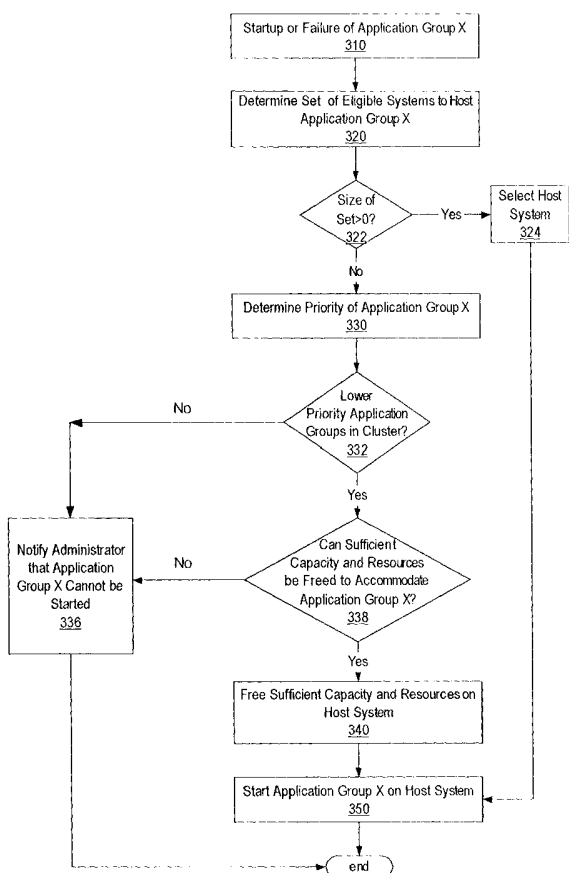 Startup or Failure of Application Group X
310
Determine Set of Eligible Systems to Host
Application Group X
320
Size of
Set>0?
322
Yes
Select Host
System
324
No
Determine Priority of Application Group X
330
Lower
Priority Application
Groups in Cluster?
332
No
Yes
Notify Administrator
that Application
Group X Cannot be
Started
336
No
Can Sufficient
Capacity and Resources
be Freed to Accommodate
Application Group X?
338
Yes
Free Sufficient Capacity and Resources on
Host System
340
Start Application Group X on Host System
350
end